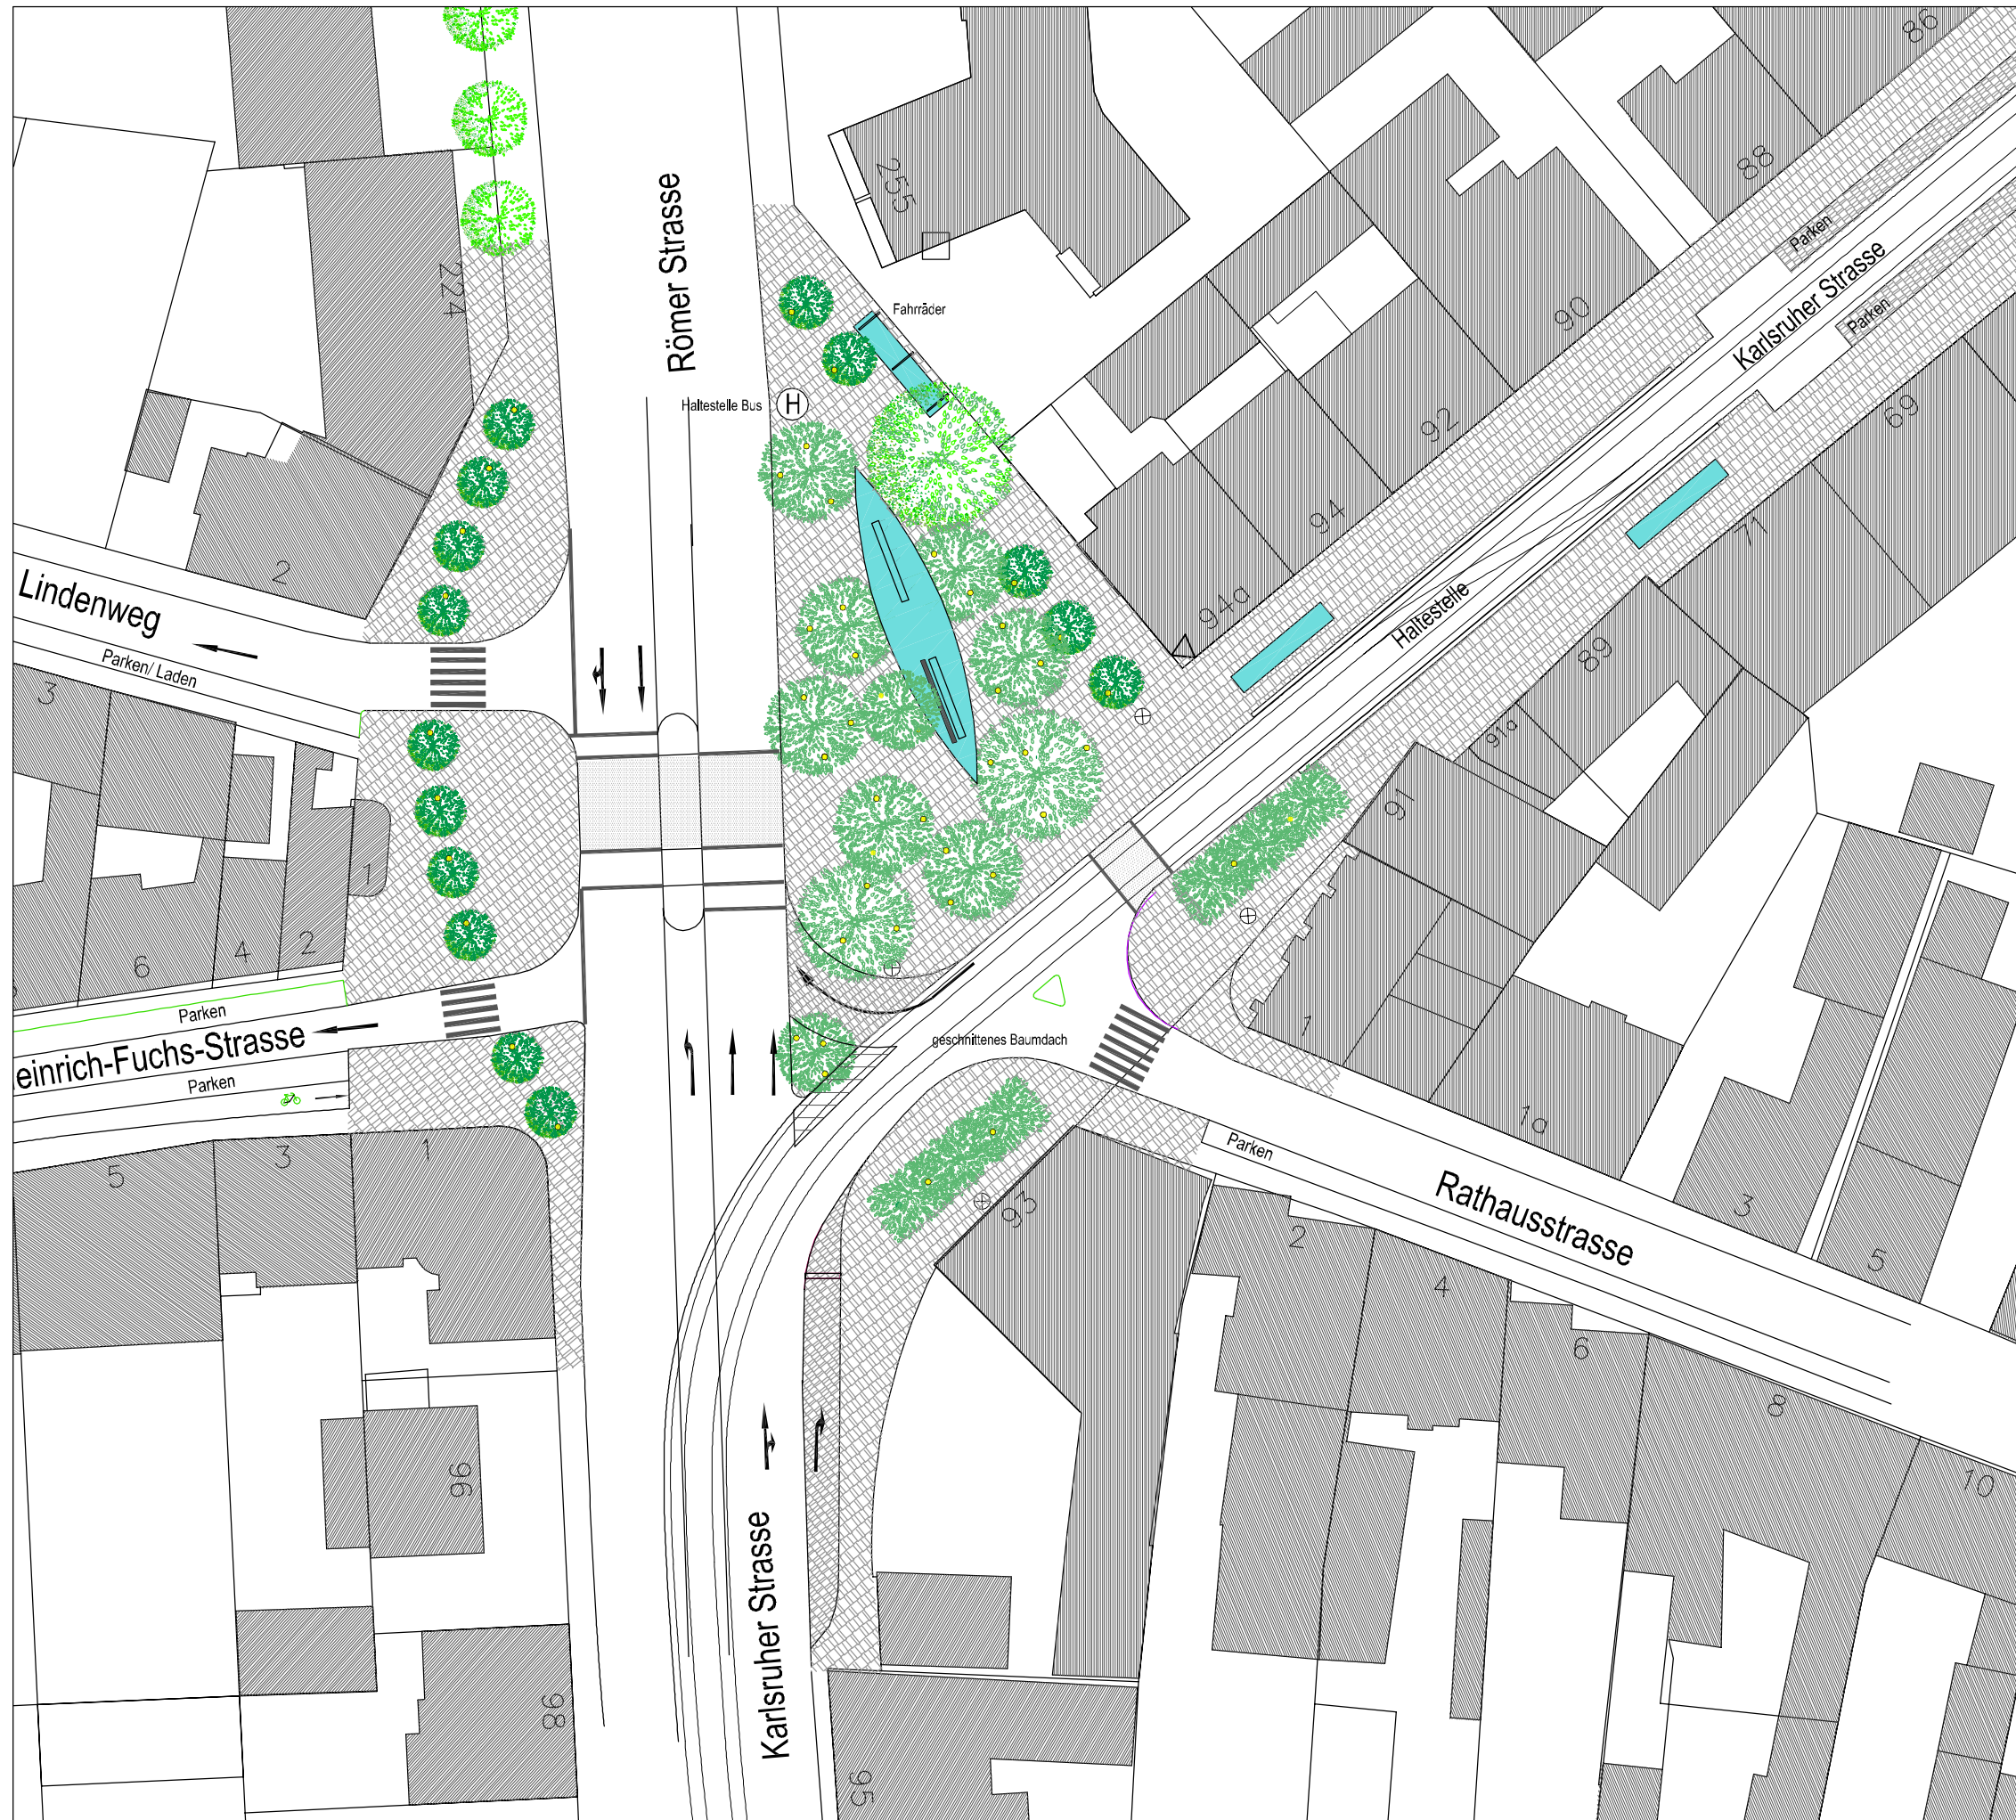 86
255
88
Römer Strasse
Parken
Karlsruher Strasse
224
Fahrräder
90
Parken
Haltestelle Bus
H
92
69
94
71
2
Lindenweg
94a
Haltestelle
89
Parken/ Laden
3
91a
91
1
6
4
2
Parken
einrich-Fuchs-Strasse
Parken
geschnittenes Baumdach
1
1a
5
3
1
Parken
Rathausstrasse
93
2
3
5
4
6
8
96
10
Karlsruher Strasse
98
95